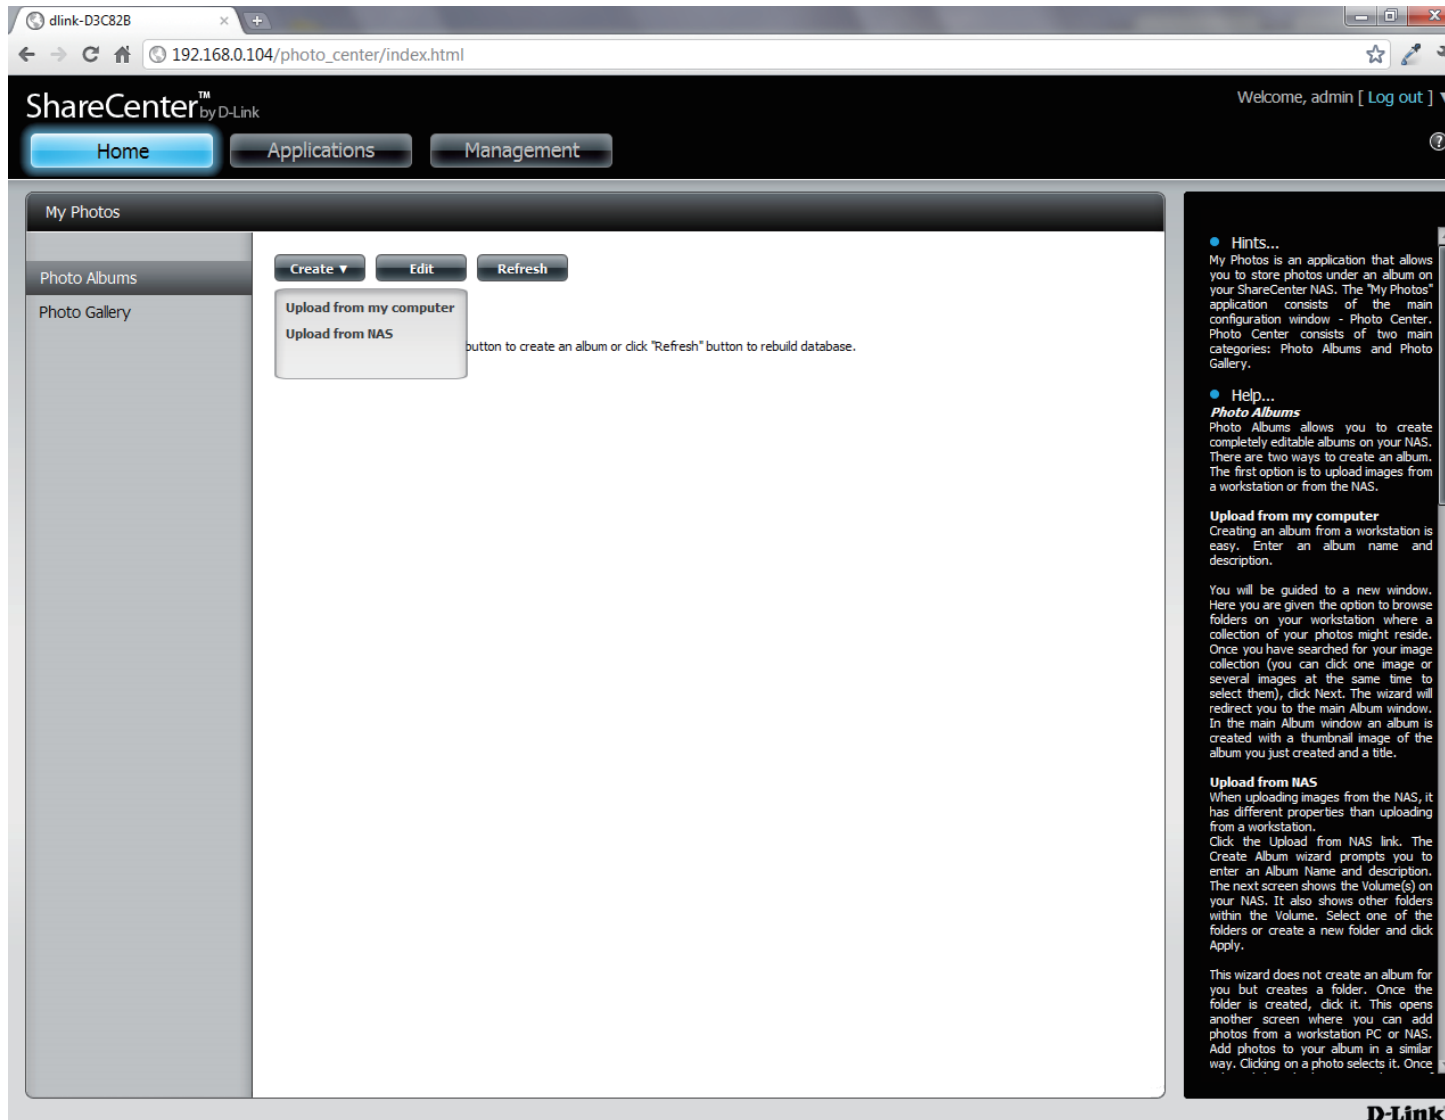 dlink-D3C82B
192.168.0.104/photo_center/index.html
ShareCenter™ by D-Link
Welcome, admin [ Log out ]
Home
Applications
Management
My Photos
Photo Albums
Photo Gallery
Create ▼
Edit
Refresh
Upload from my computer
Upload from NAS
button to create an album or click "Refresh" button to rebuild database.
Hints...
My Photos is an application that allows
you to store photos under an album on
your ShareCenter NAS. The "My Photos"
application consists of the main
configuration window - Photo Center.
Photo Center consists of two main
categories: Photo Albums and Photo
Gallery.
Help...
Photo Albums
Photo Albums allows you to create
completely editable albums on your NAS.
There are two ways to create an album.
The first option is to upload images from
a workstation or from the NAS.
Upload from my computer
Creating an album from a workstation is
easy. Enter an album name and
description.
You will be guided to a new window.
Here you are given the option to browse
folders on your workstation where a
collection of your photos might reside.
Once you have searched for your image
collection (you can click one image or
several images at the same time to
select them), click Next. The wizard will
redirect you to the main Album window.
In the main Album window an album is
created with a thumbnail image of the
album you just created and a title.
Upload from NAS
When uploading images from the NAS, it
has different properties than uploading
from a workstation.
Click the Upload from NAS link. The
Create Album wizard prompts you to
enter an Album Name and description.
The next screen shows the Volume(s) on
your NAS. It also shows other folders
within the Volume. Select one of the
folders or create a new folder and click
Apply.
This wizard does not create an album for
you but creates a folder. Once the
folder is created, click it. This opens
another screen where you can add
photos from a workstation PC or NAS.
Add photos to your album in a similar
way. Clicking on a photo selects it. Once
D-Link